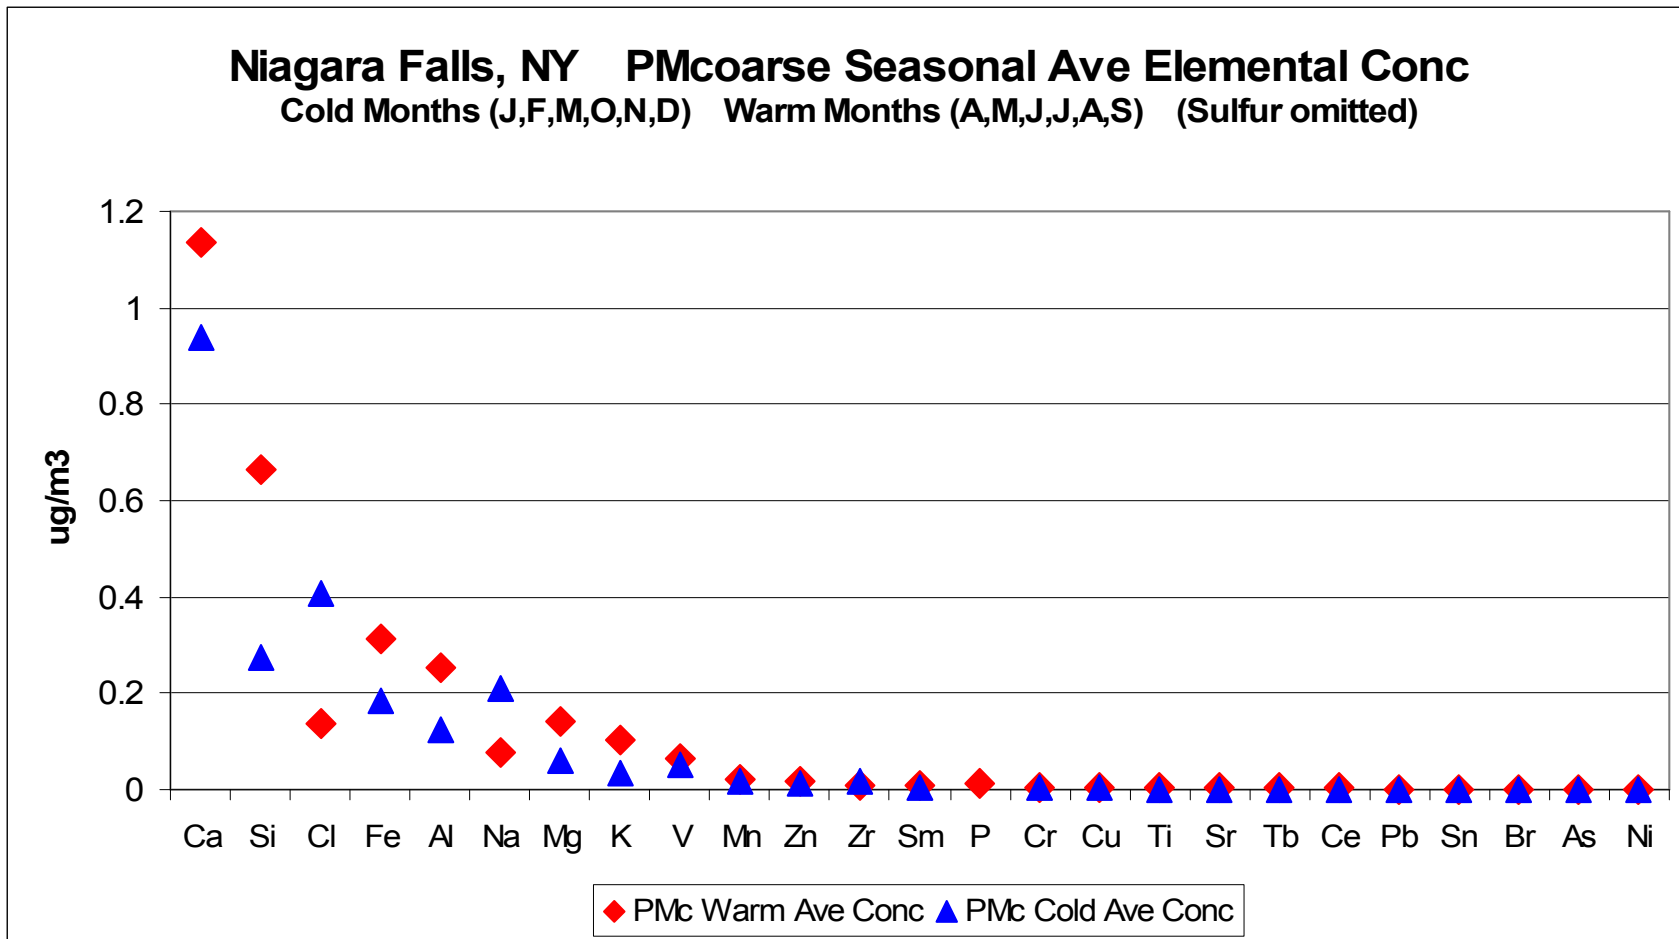 Niagara Falls, NY PMcoarse Seasonal Ave Elemental Conc
Cold Months (J,F,M,O,N,D) Warm Months (A,M,J,J,A,S) (Sulfur omitted)
1.2
1
0.8
0.6
0.4
0.2
0
ug/m3
Ca Si Cl Fe Al Na Mg K V Mn Zn Zr Sm P Cr Cu Ti Sr Tb Ce Pb Sn Br As Ni
PMc Warm Ave Conc PMc Cold Ave Conc